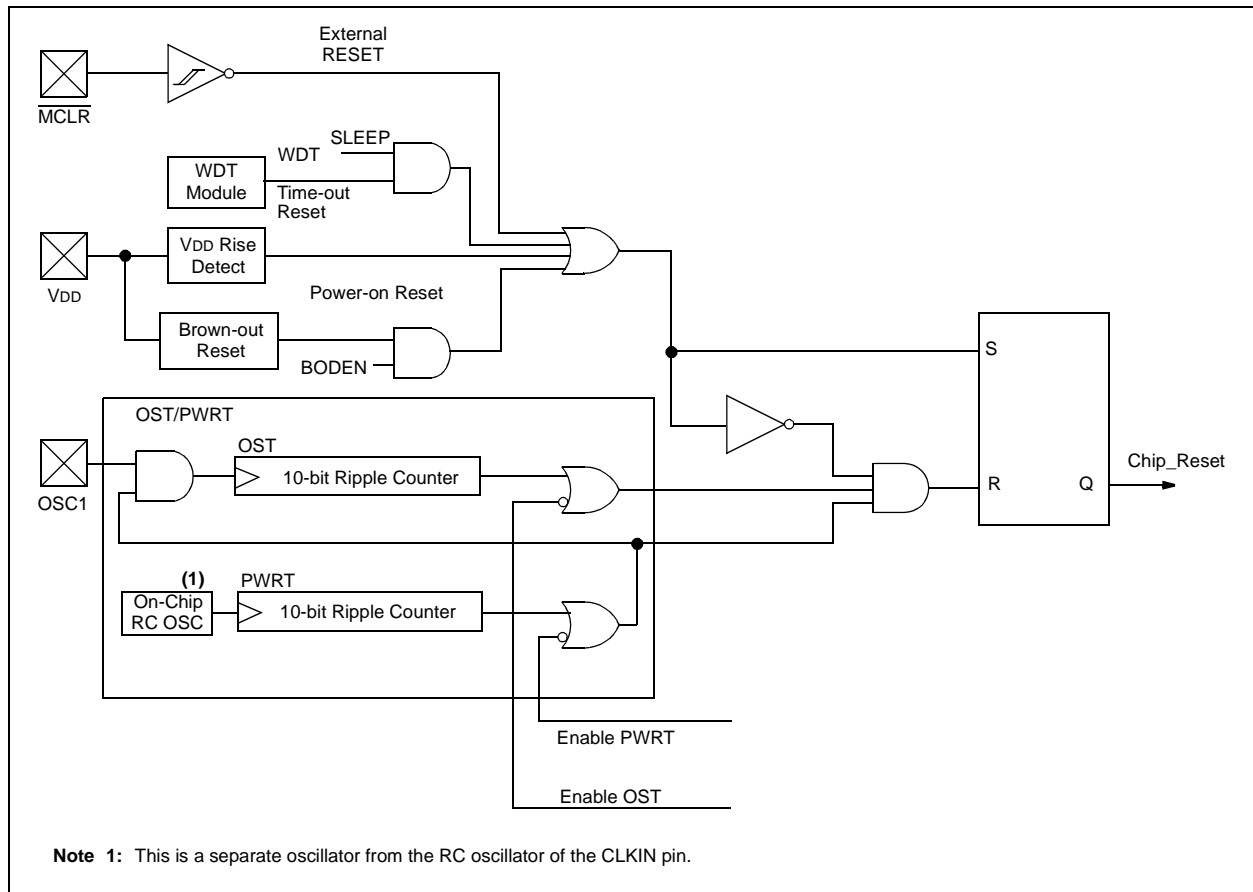 External
RESET
MCLR
SLEEP
WDT
WDT
Module
Time-out
Reset
VDD Rise
Detect
VDD
Power-on Reset
Brown-out
Reset
BODEN
S
OST/PWRT
OST
10-bit Ripple Counter
OSC1
Chip_Reset
R
Q
(1)
PWRT
On-Chip
RC OSC
10-bit Ripple Counter
Enable PWRT
Enable OST
Note 1: This is a separate oscillator from the RC oscillator of the CLKIN pin.